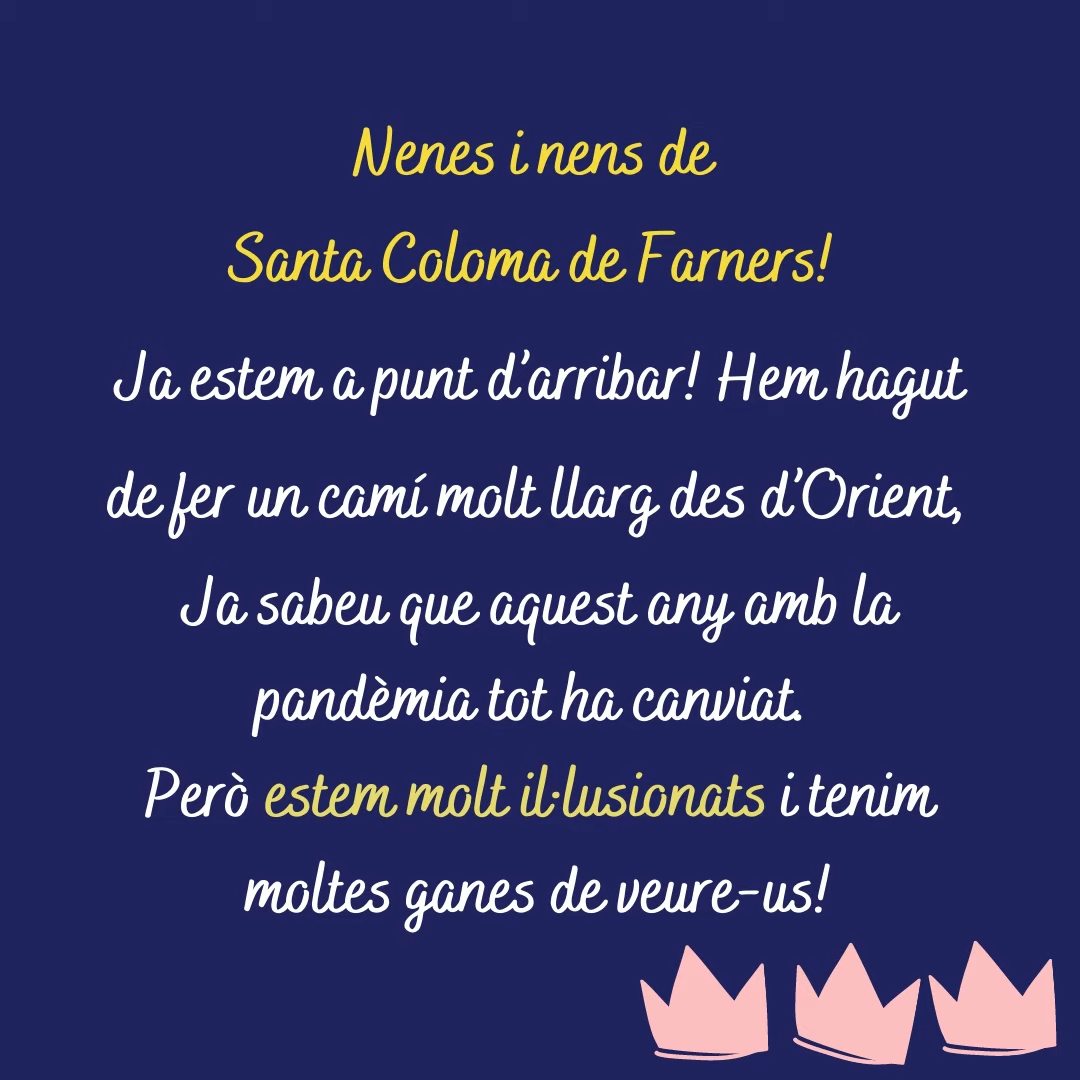 Nenes i nens de
Santa Coloma de Farners!
Ja estem a punt d'arribar! Hem hagut
de fer un camí molt llarg des d'Orient,
Ja sabeu que aquest any amb la
pandèmia tot ha canviat.
Però estem molt il·lusionats i tenim
moltes ganes de veure-us!